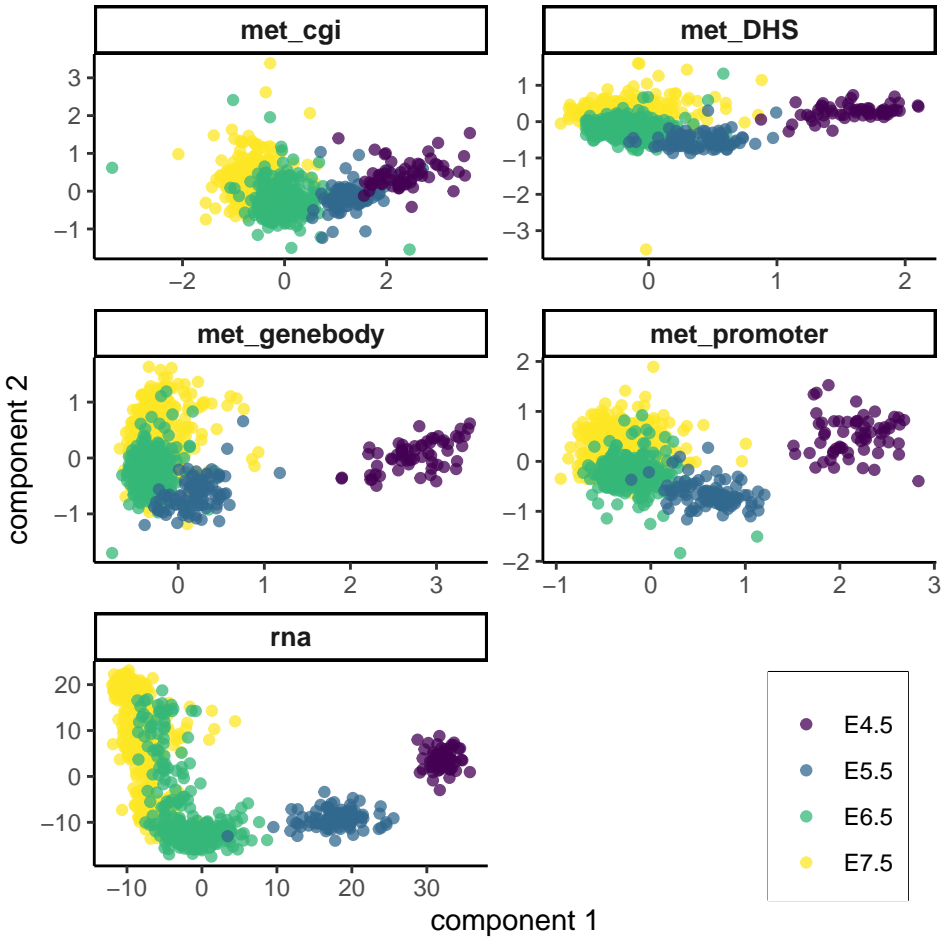 met_cgi
met_DHS
3
2
1
0
−1
1
0
−1
−2
−3
−2 0 2
0 1 2
met_genebody
met_promoter
1
0
−1
2
1
0
−1
−2
0 1 2 3
−1 0 1 2 3
rna
20
10
0
−10
−10 0 10 20 30
component 1
component 2
E4.5
E5.5
E6.5
E7.5